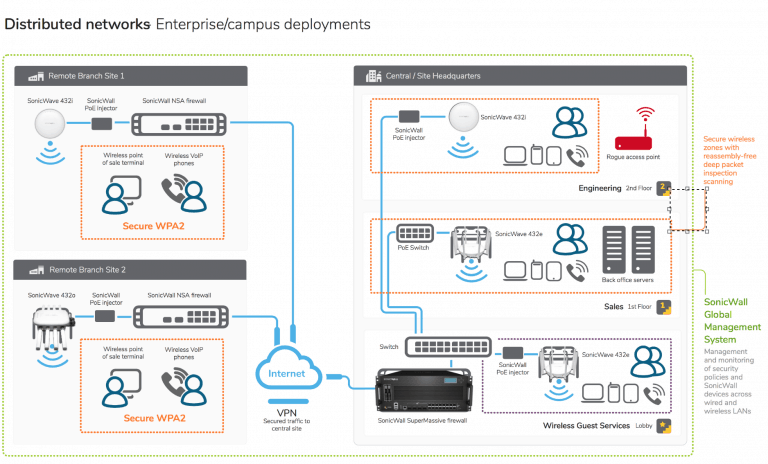 Distributed networks Enterprise/campus deployments
Remote Branch Site 1
SonicWave 432i
SonicWall
PoE Injector
SonicWall NSA firewall
Wireless point
of sale terminal
Wireless VoIP
phones
Secure WPA2
Remote Branch Site 2
SonicWave 432o
SonicWall
PoE injector
SonicWall NSA firewall
Wireless point
of sale terminal
Wireless VoIP
phones
Secure WPA2
Internet
VPN
Secured traffic to
central site
Central / Site Headquarters
SonicWall
PoE injector
SonicWave 432i
Rogue access point
Engineering 2nd Floor 2
PoE Switch
SonicWave 432e
Back office servers
Sales 1st Floor 1
Switch
SonicWall
PoE injector
SonicWave 432e
SonicWall SuperMassive firewall
Wireless Guest Services Lobby
Secure wireless
zones with
reassembly-free
deep packet
inspection
scanning
SonicWall
Global
Management
System
Management
and monitoring
of security
policies and
SonicWall
devices across
wired and
wireless LANs